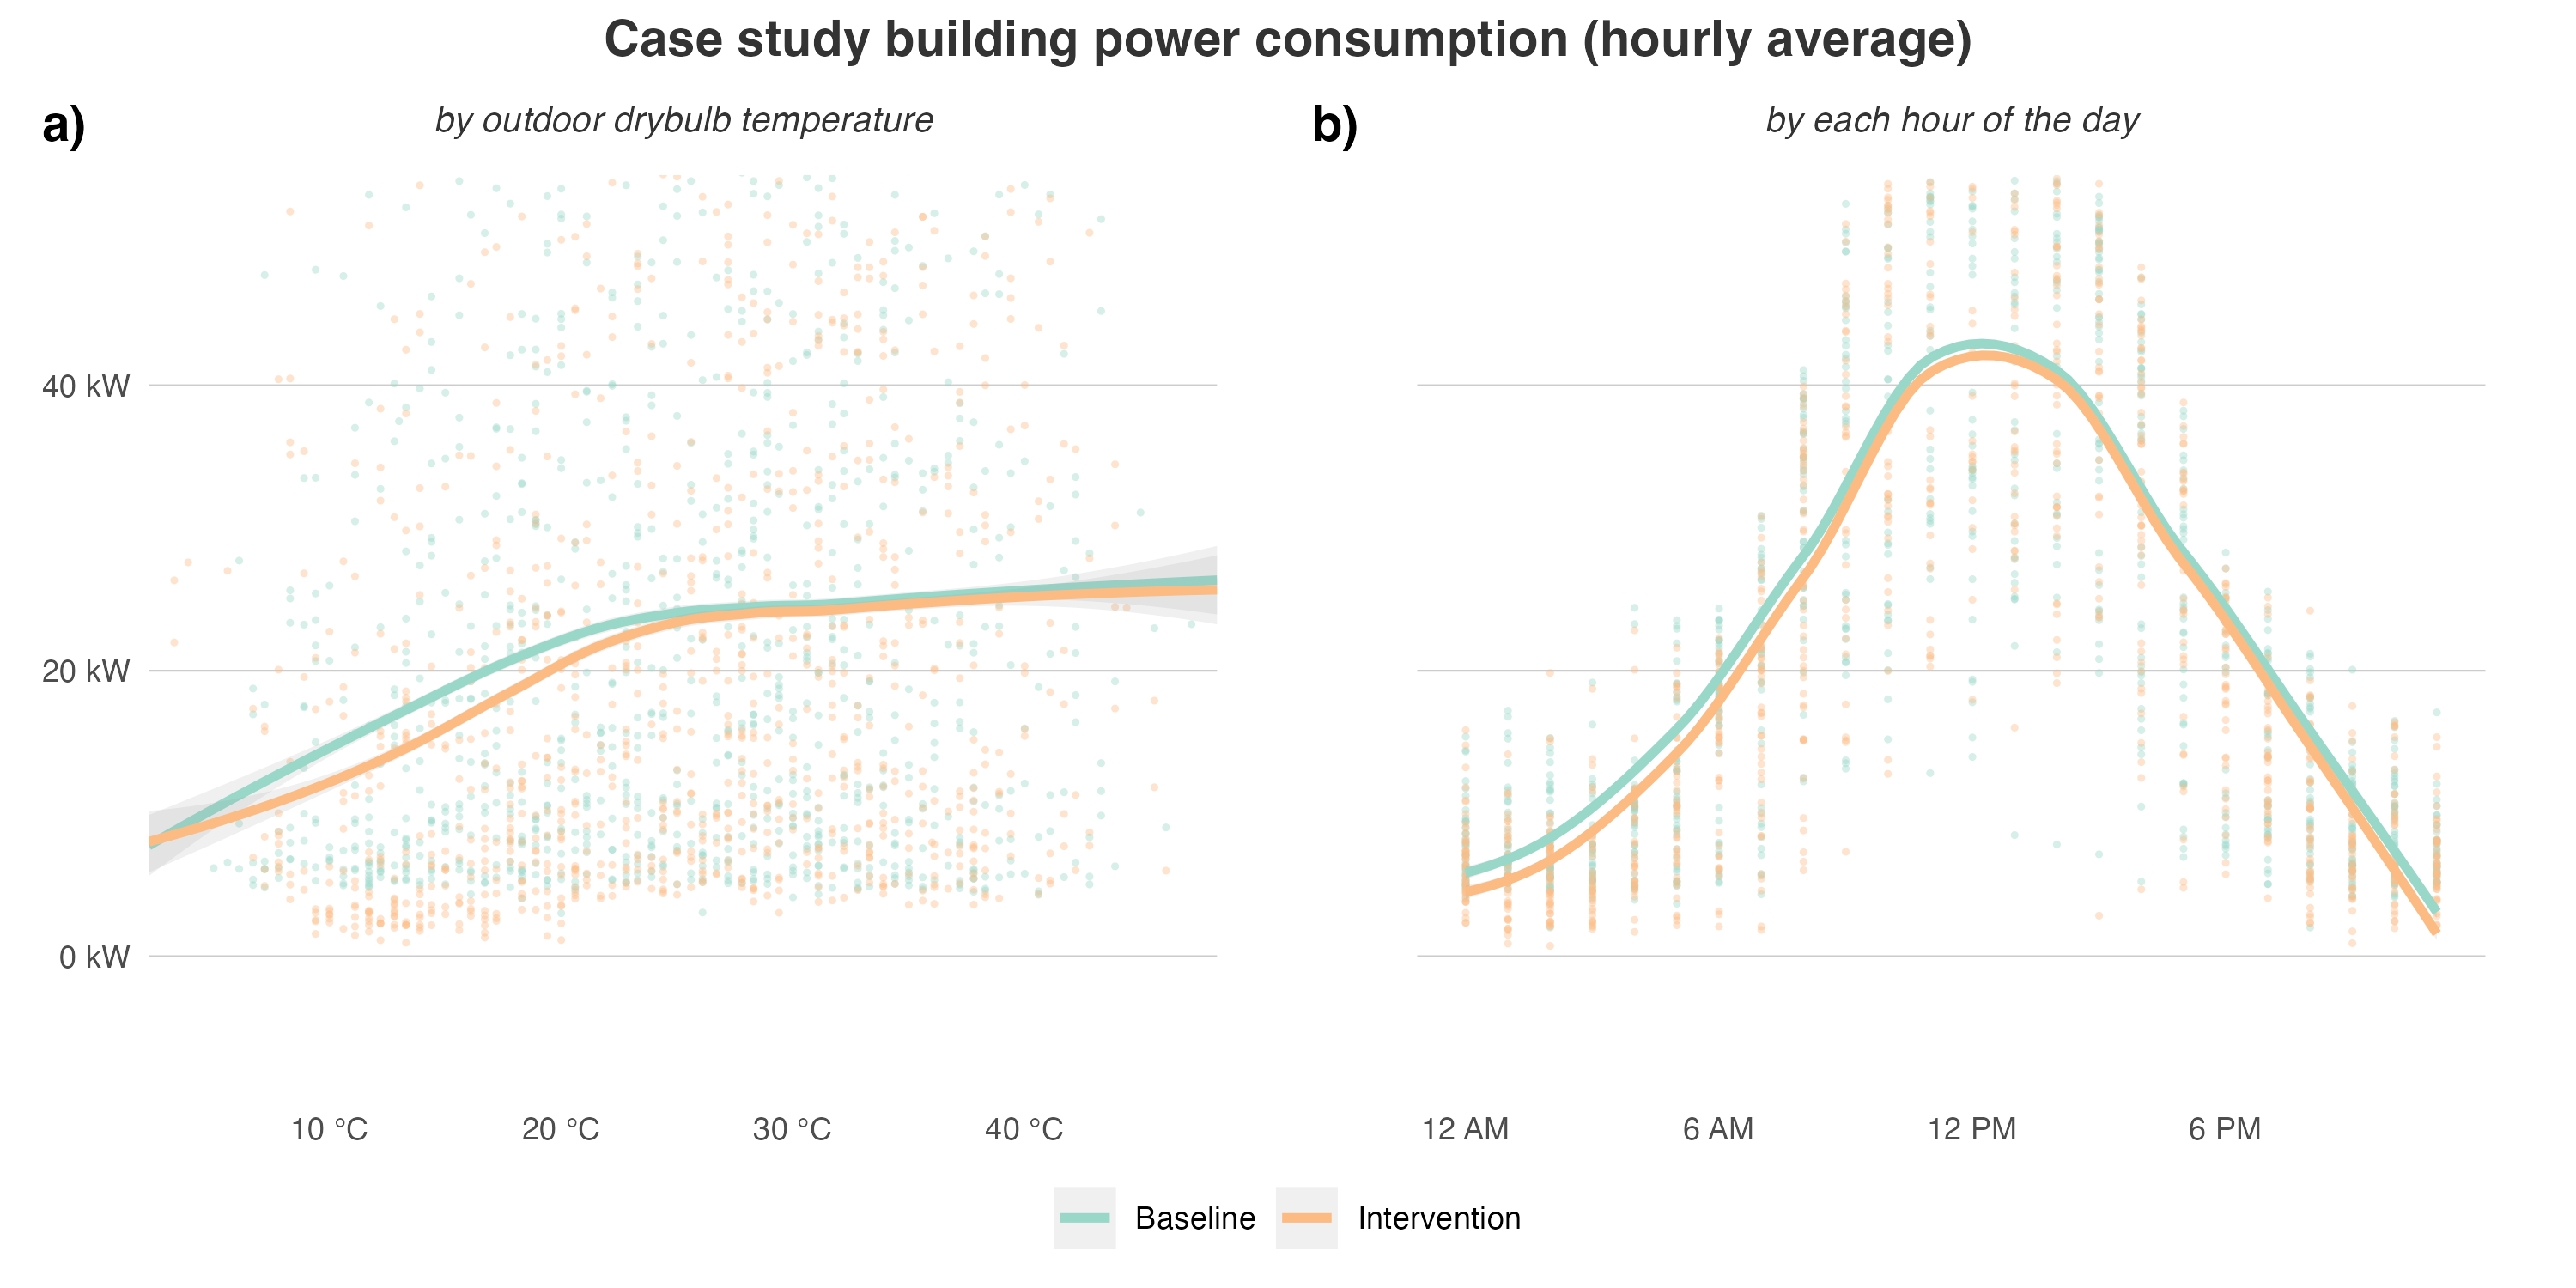 Case study building power consumption (hourly average)
a)
by outdoor drybulb temperature
40 kW
20 kW
0 kW
10 °C
20 °C
30 °C
40 °C
b)
by each hour of the day
12 AM
6 AM
12 PM
6 PM
Baseline
Intervention